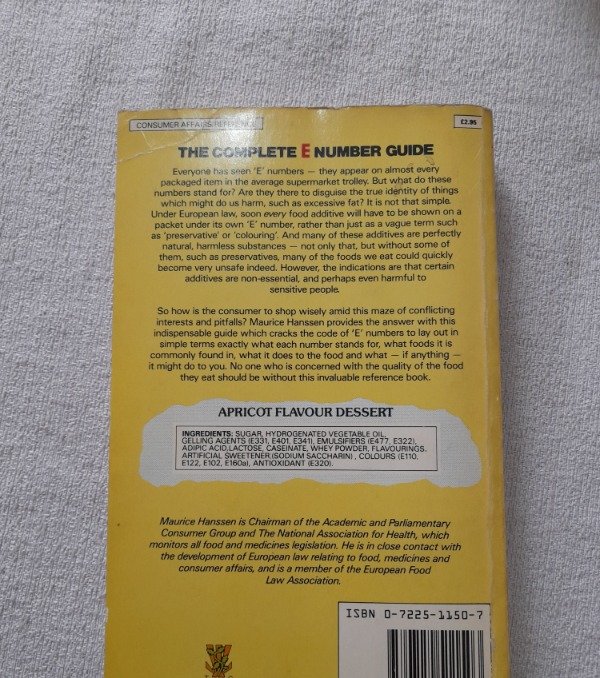 CONSUMER AFFAIRS/REFERENCE
£2.95
THE COMPLETE E NUMBER GUIDE
Everyone has seen 'E' numbers — they appear on almost every
packaged item in the average supermarket trolley. But what do these
numbers stand for? Are they there to disguise the true identity of things
which might do us harm, such as excessive fat? It is not that simple.
Under European law, soon every food additive will have to be shown on a
packet under its own 'E' number, rather than just as a vague term such
as 'preservative' or 'colouring'. And many of these additives are perfectly
natural, harmless substances — not only that, but without some of
them, such as preservatives, many of the foods we eat could quickly
become very unsafe indeed. However, the indications are that certain
additives are non-essential, and perhaps even harmful to
sensitive people.
So how is the consumer to shop wisely amid this maze of conflicting
interests and pitfalls? Maurice Hanssen provides the answer with this
indispensable guide which cracks the code of 'E' numbers to lay out in
simple terms exactly what each number stands for, what foods it is
commonly found in, what it does to the food and what — if anything —
it might do to you. No one who is concerned with the quality of the food
they eat should be without this invaluable reference book.
APRICOT FLAVOUR DESSERT
INGREDIENTS: SUGAR, HYDROGENATED VEGETABLE OIL,
GELLING AGENTS (E331, E401, E341), EMULSIFIERS (E477, E322),
ADIPIC ACID, LACTOSE, CASEINATE, WHEY POWDER, FLAVOURINGS,
ARTIFICIAL SWEETENER (SODIUM SACCHARIN), COLOURS (E110,
E122, E102, E160a), ANTIOXIDANT (E320).
Maurice Hanssen is Chairman of the Academic and Parliamentary
Consumer Group and The National Association for Health, which
monitors all food and medicines legislation. He is in close contact with
the development of European law relating to food, medicines and
consumer affairs, and is a member of the European Food
Law Association.
ISBN 0-7225-1150-7